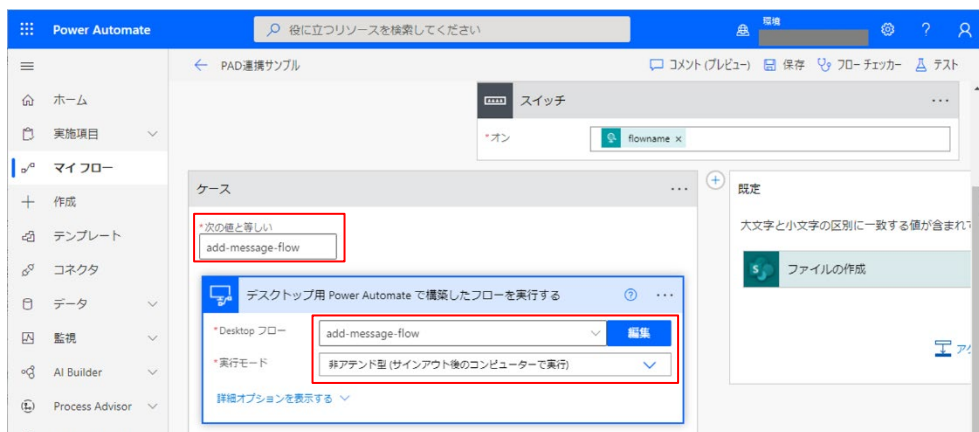 Power Automate
役に立つリソースを検索してください
環境
PAD連携サンプル
コメント (プレビュー)
保存
フロー チェッカー
テスト
ホーム
実施項目
マイ フロー
作成
テンプレート
コネクタ
データ
監視
AI Builder
Process Advisor
スイッチ
*オン
flowname ×
ケース
*次の値と等しい
add-message-flow
デスクトップ用 Power Automate で構築したフローを実行する
*Desktop フロー
add-message-flow
編集
*実行モード
非アテンド型 (サインアウト後のコンピューターで実行)
詳細オプションを表示する
既定
大文字と小文字の区別に一致する値が含まれて
ファイルの作成